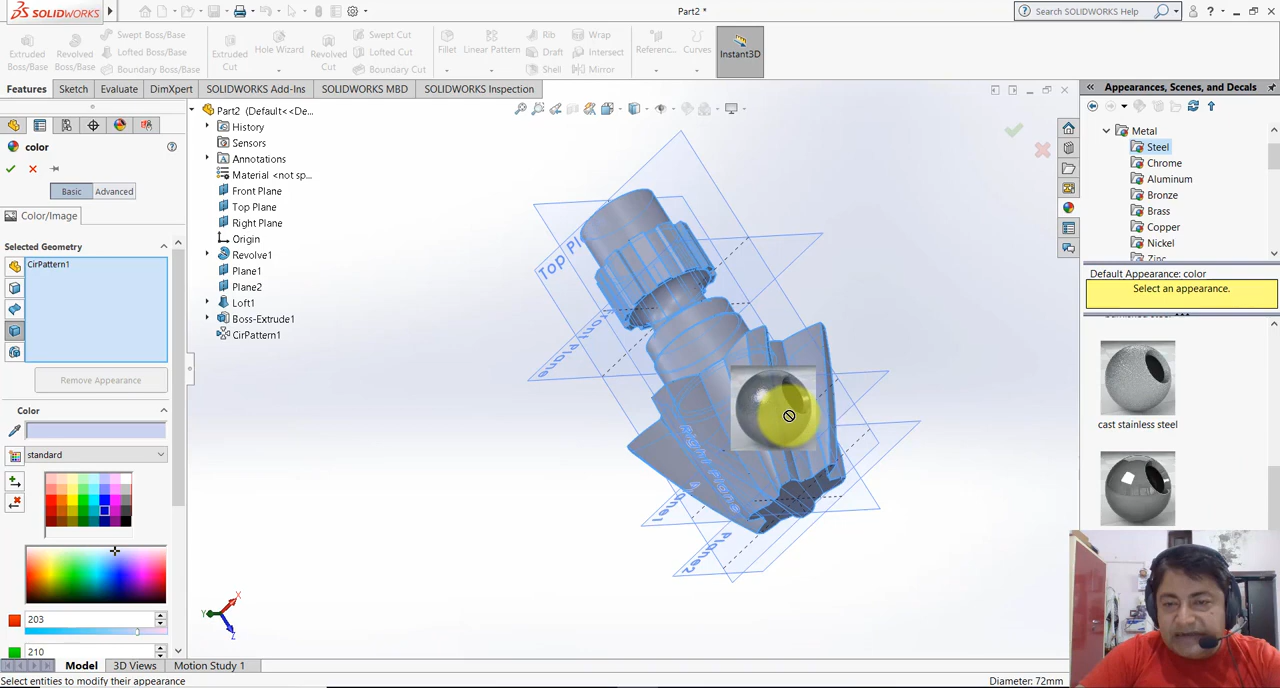 SOLIDWORKS
Part2 *
Search SOLIDWORKS Help
Extruded Boss/Base
Revolved Boss/Base
Swept Boss/Base
Lofted Boss/Base
Boundary Boss/Base
Extruded Cut
Hole Wizard
Revolved Cut
Swept Cut
Lofted Cut
Boundary Cut
Fillet
Linear Pattern
Rib
Draft
Shell
Wrap
Intersect
Mirror
Referenc...
Curves
Instant3D
Features
Sketch
Evaluate
DimXpert
SOLIDWORKS Add-Ins
SOLIDWORKS MBD
SOLIDWORKS Inspection
color
Basic
Advanced
Color/Image
Selected Geometry
CirPattern1
Remove Appearance
Color
standard
203
210
Part2 (Default<<De...
History
Sensors
Annotations
Material <not sp...
Front Plane
Top Plane
Right Plane
Origin
Revolve1
Plane1
Plane2
Loft1
Boss-Extrude1
CirPattern1
Top Pl
ront Plane
Right Plane
Plane1
Plane2
X
Y
Z
Appearances, Scenes, and Decals
Metal
Steel
Chrome
Aluminum
Bronze
Brass
Copper
Nickel
Zinc
Default Appearance: color
Select an appearance.
cast stainless steel
Model
3D Views
Motion Study 1
Select entities to modify their appearance
Diameter: 72mm